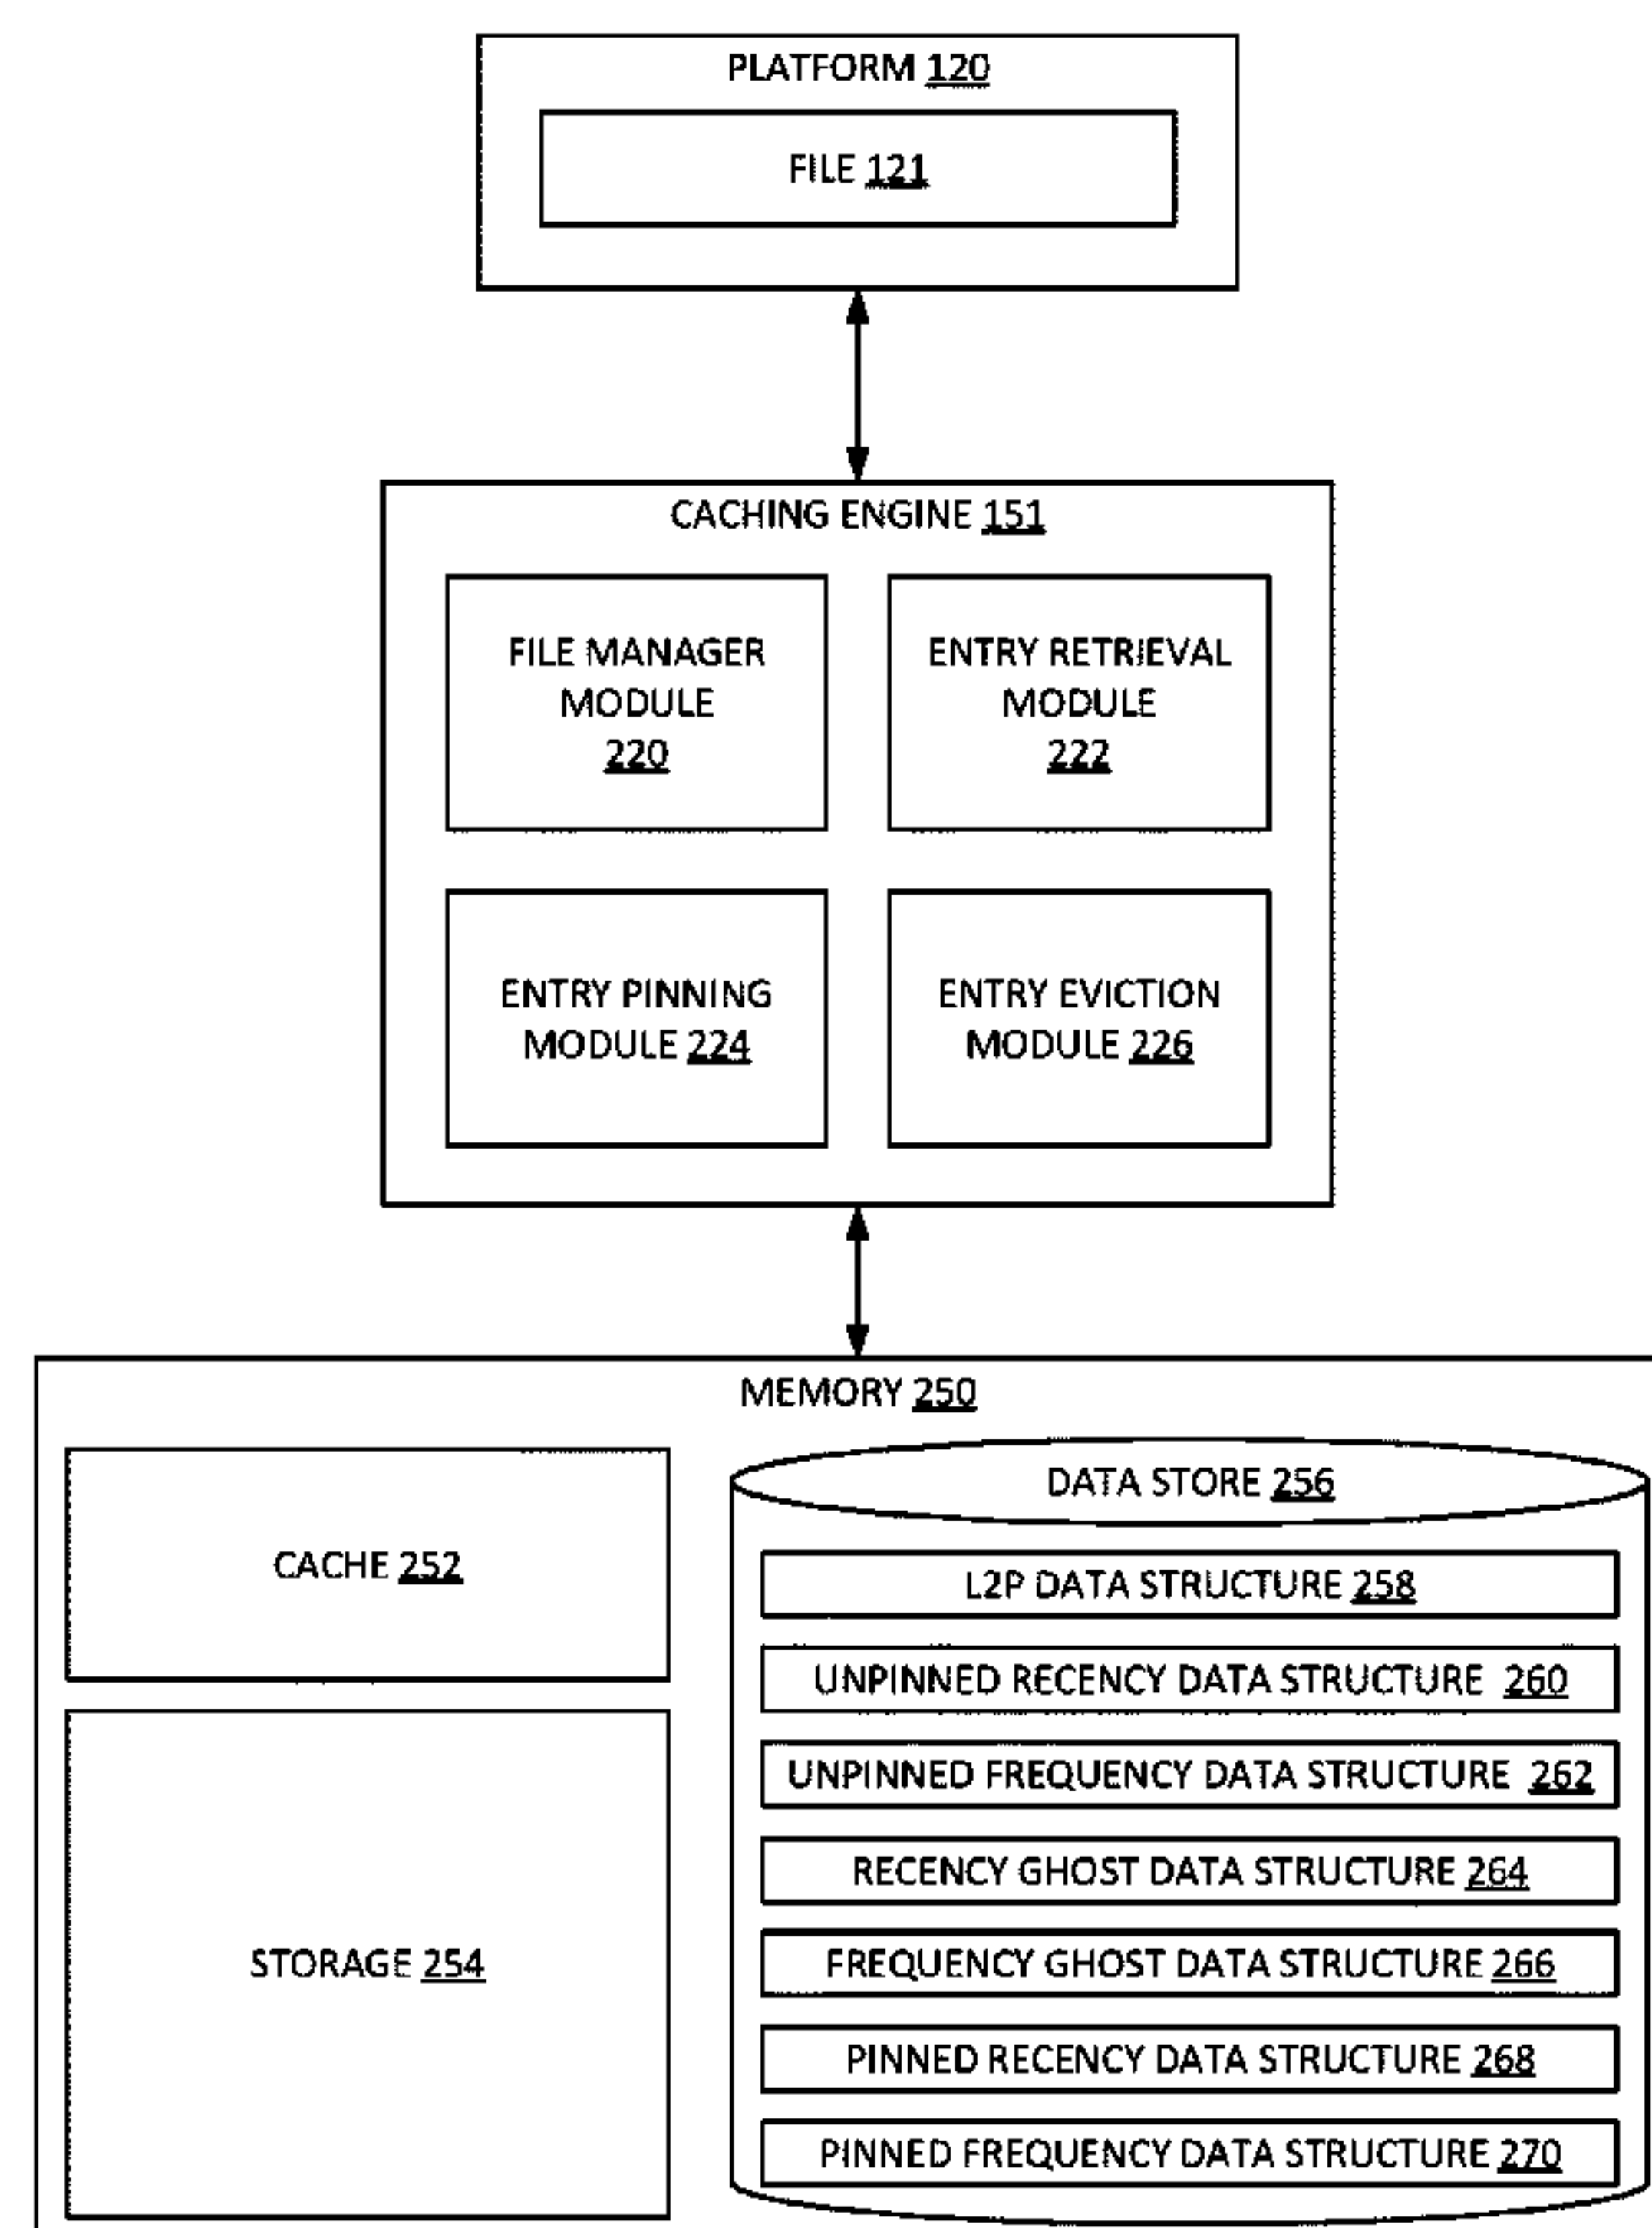 PLATFORM 120
FILE 121
CACHING ENGINE 151
FILE MANAGER
MODULE
220
ENTRY RETRIEVAL
MODULE
222
ENTRY PINNING
MODULE 224
ENTRY EVICTION
MODULE 226
MEMORY 250
CACHE 252
STORAGE 254
DATA STORE 256
L2P DATA STRUCTURE 258
UNPINNED RECENCY DATA STRUCTURE 260
UNPINNED FREQUENCY DATA STRUCTURE 262
RECENCY GHOST DATA STRUCTURE 264
FREQUENCY GHOST DATA STRUCTURE 266
PINNED RECENCY DATA STRUCTURE 268
PINNED FREQUENCY DATA STRUCTURE 270